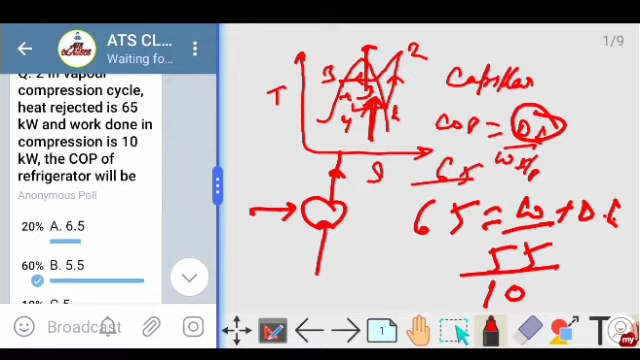 ATS CL...
Waiting fo...
Q. 2 In vapour
compression cycle,
heat rejected is 65
kW and work done in
compression is 10
kW, the COP of
refrigerator will be
Anonymous Poll
20% A. 6.5
60% B. 5.5
Broadcast
1/9
T
3
2
4
1
S
COP =
65
65 = W + D.E
55
10
1
T
my